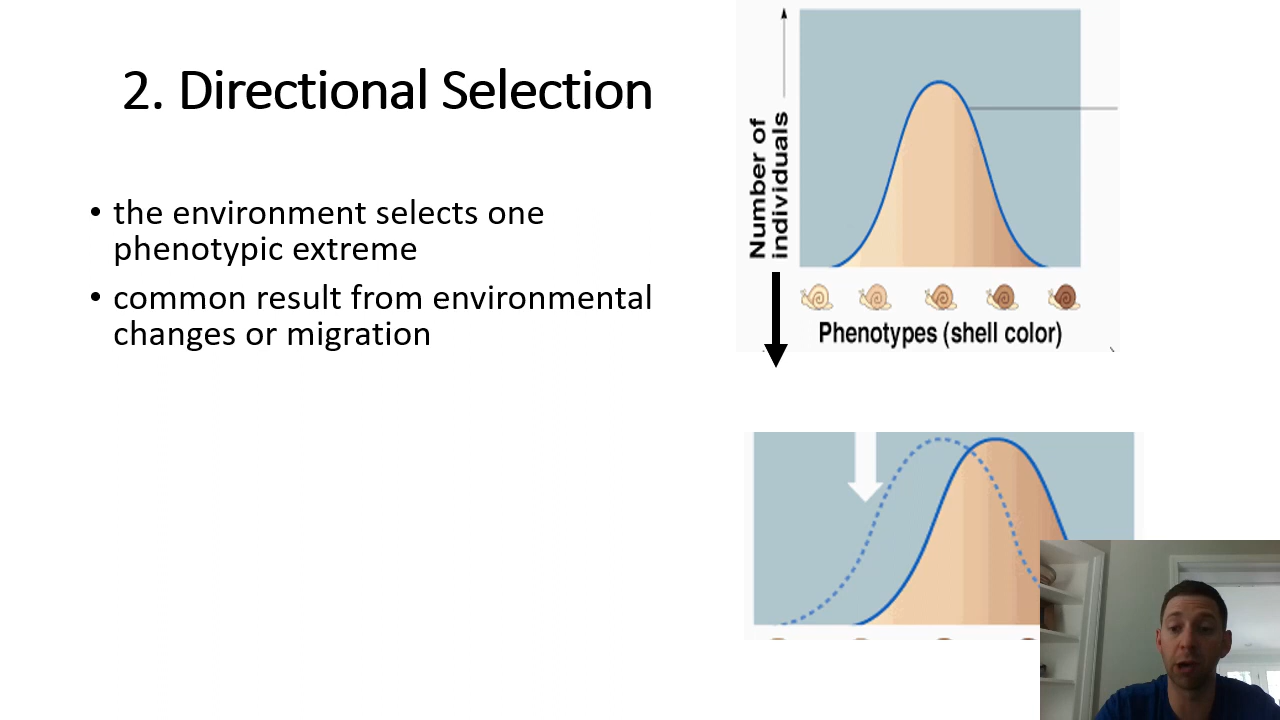 2. Directional Selection
• the environment selects one
phenotypic extreme
• common result from environmental
changes or migration
Number of
individuals
Phenotypes (shell color)